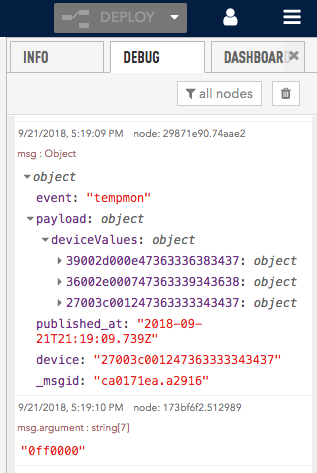 DEPLOY
INFO
DEBUG
DASHBOAR
all nodes
9/21/2018, 5:19:09 PM node: 29871e90.74aae2
msg : Object
object
event: "tempmon"
payload: object
deviceValues: object
39002d000e47363336383437: object
36002e000747363339343638: object
27003c001247363333343437: object
published_at: "2018-09-
21T21:19:09.739Z"
device: "27003c001247363333343437"
_msgid: "ca0171ea.a2916"
9/21/2018, 5:19:10 PM node: 173bf6f2.512989
msg.argument : string[7]
"0ff0000"